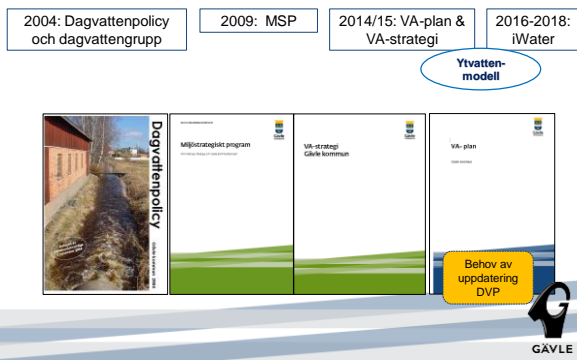 2004: Dagvattenpolicy
och dagvattengrupp
2009: MSP
2014/15: VA-plan &
VA-strategi
2016-2018:
iWater
Ytvatten-
modell
Dagvattenpolicy
Miljöstrategiskt program
VA-strategi
Gävle kommun
VA- plan
Behov av
uppdatering
DVP
GÄVLE